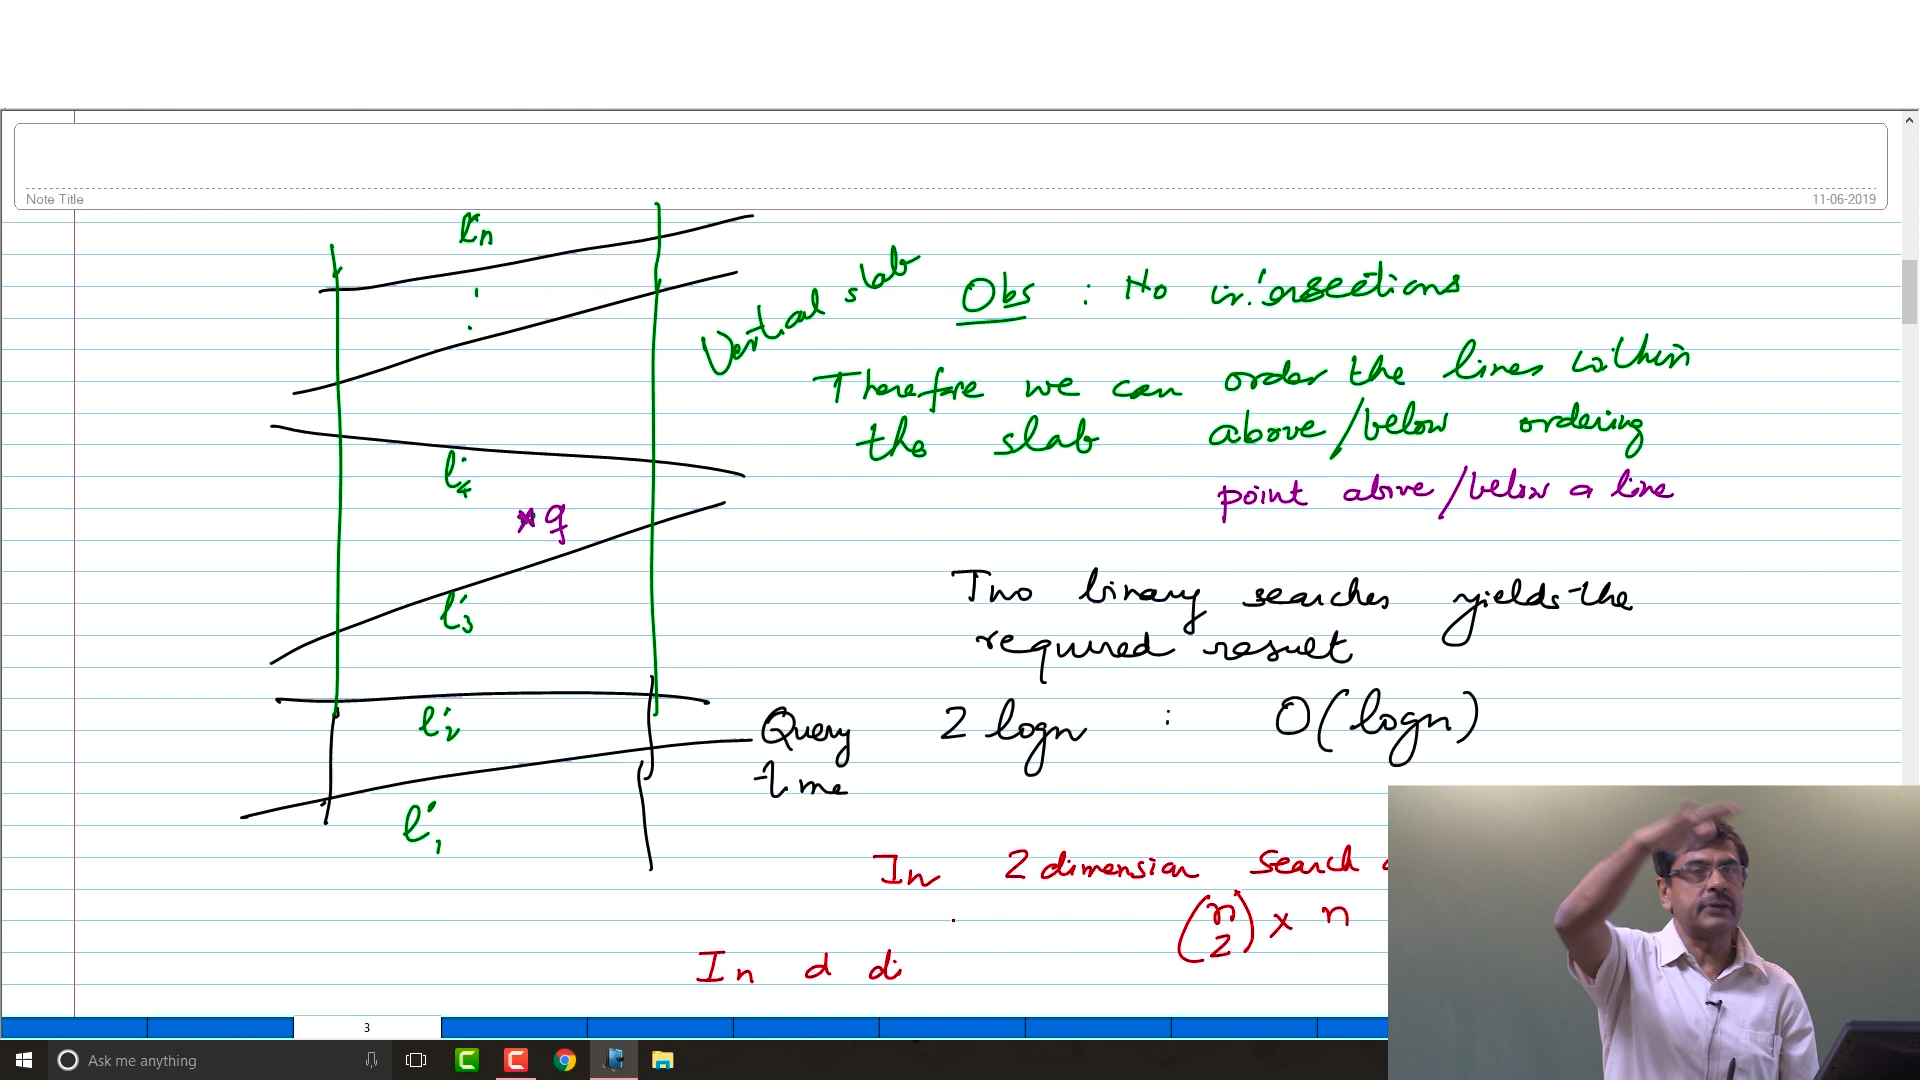 Note Title
11-06-2019
ln
Vertical slab
Obs : No intersections
Therefore we can order the lines within
the slab above/below ordering
l4
point above/below a line
* q
l3
Two binary searches yields the
required result
l2
Query time 2 logn : O(logn)
l1
In 2 dimension search
(n 2) x n
In d di
3
Ask me anything